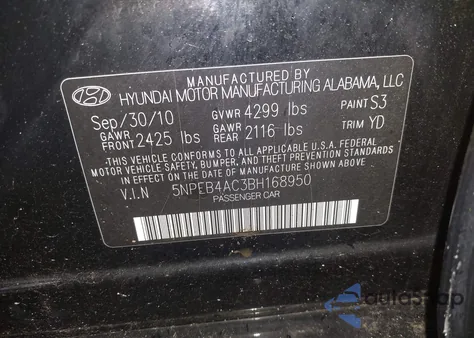 MANUFACTURED BY
HYUNDAI MOTOR MANUFACTURING ALABAMA, LLC
Sep/30/10 GVWR 4299 lbs PAINT S3
GAWR FRONT 2425 lbs GAWR REAR 2116 lbs TRIM YD
THIS VEHICLE CONFORMS TO ALL APPLICABLE U.S.A. FEDERAL
MOTOR VEHICLE SAFETY, BUMPER, AND THEFT PREVENTION STANDARDS
IN EFFECT ON THE DATE OF MANUFACTURE SHOWN ABOVE.
V.I.N 5NPEB4AC3BH168950
PASSENGER CAR
autoStop